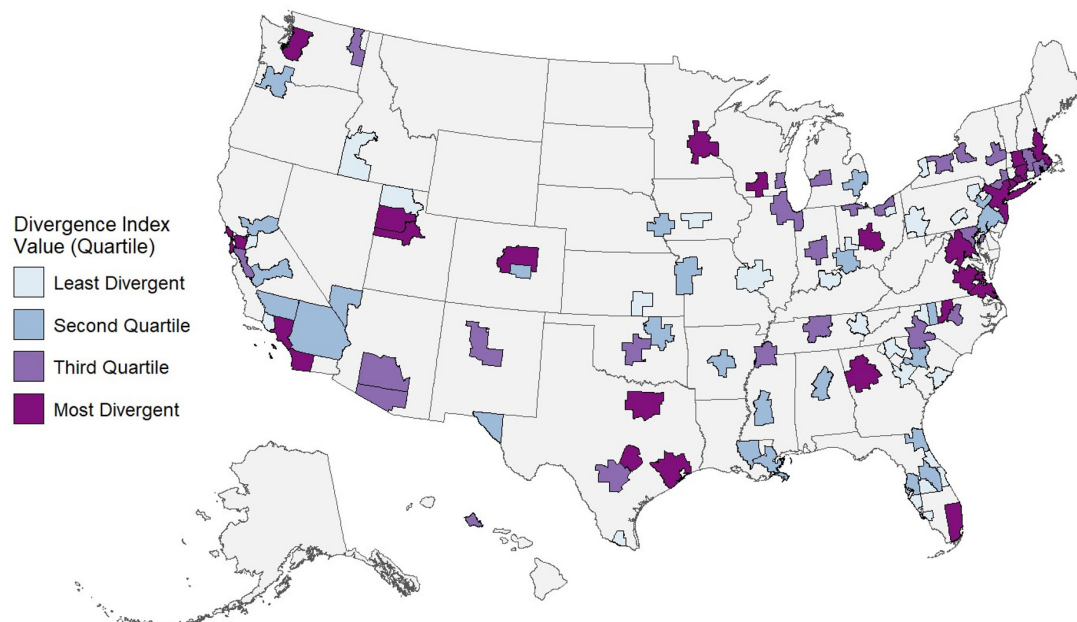 Divergence Index
Value (Quartile)
Least Divergent
Second Quartile
Third Quartile
Most Divergent